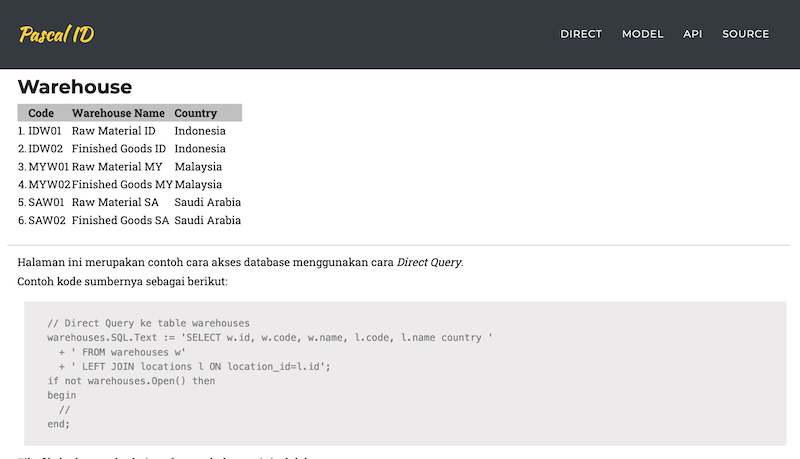 Pascal ID
DIRECT MODEL API SOURCE
Warehouse
Code Warehouse Name Country
1. IDW01 Raw Material ID Indonesia
2. IDW02 Finished Goods ID Indonesia
3. MYW01 Raw Material MY Malaysia
4. MYW02 Finished Goods MY Malaysia
5. SAW01 Raw Material SA Saudi Arabia
6. SAW02 Finished Goods SA Saudi Arabia
Halaman ini merupakan contoh cara akses database menggunakan cara Direct Query.
Contoh kode sumbernya sebagai berikut:
// Direct Query ke table warehouses
warehouses.SQL.Text := 'SELECT w.id, w.code, w.name, l.code, l.name country '
+ ' FROM warehouses w'
+ ' LEFT JOIN locations l ON location_id=l.id';
if not warehouses.Open() then
begin
//
end;